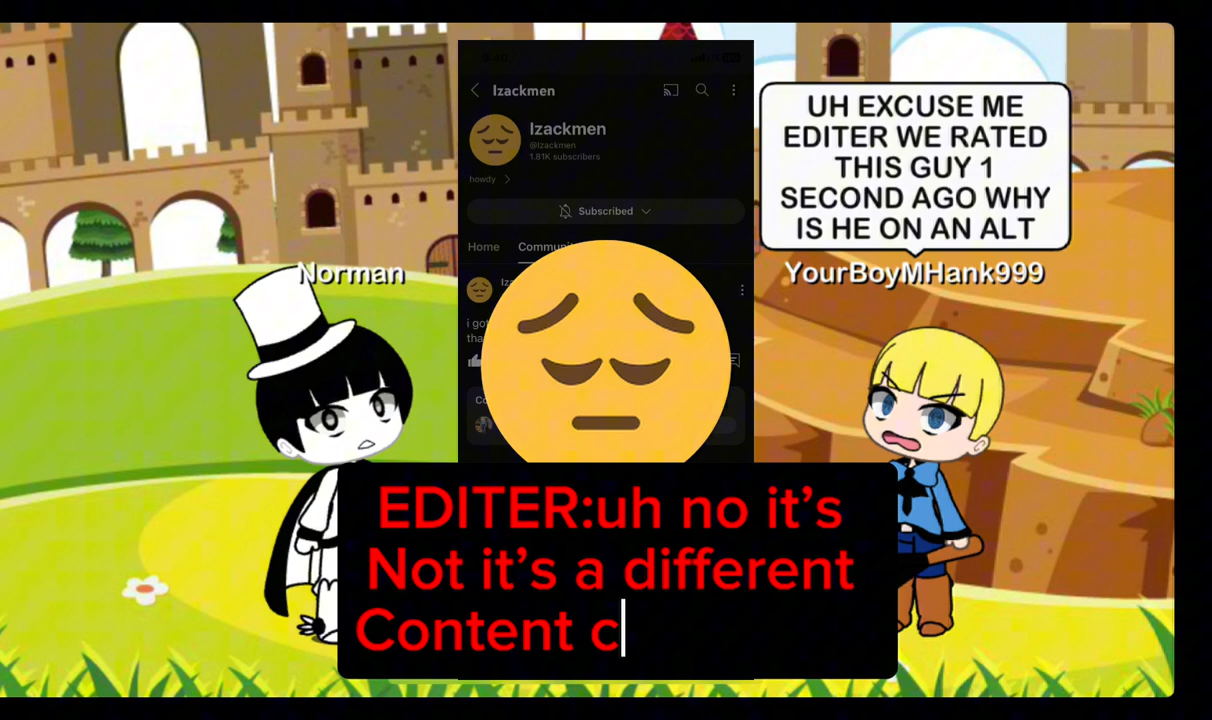 Izackmen
Izackmen
@Izackmen
1.81K subscribers
howdy
Subscribed
Home
UH EXCUSE ME
EDITER WE RATED
THIS GUY 1
SECOND AGO WHY
IS HE ON AN ALT
Norman
YourBoyMHank999
i got
EDITER:uh no it's
Not it's a different
Content c